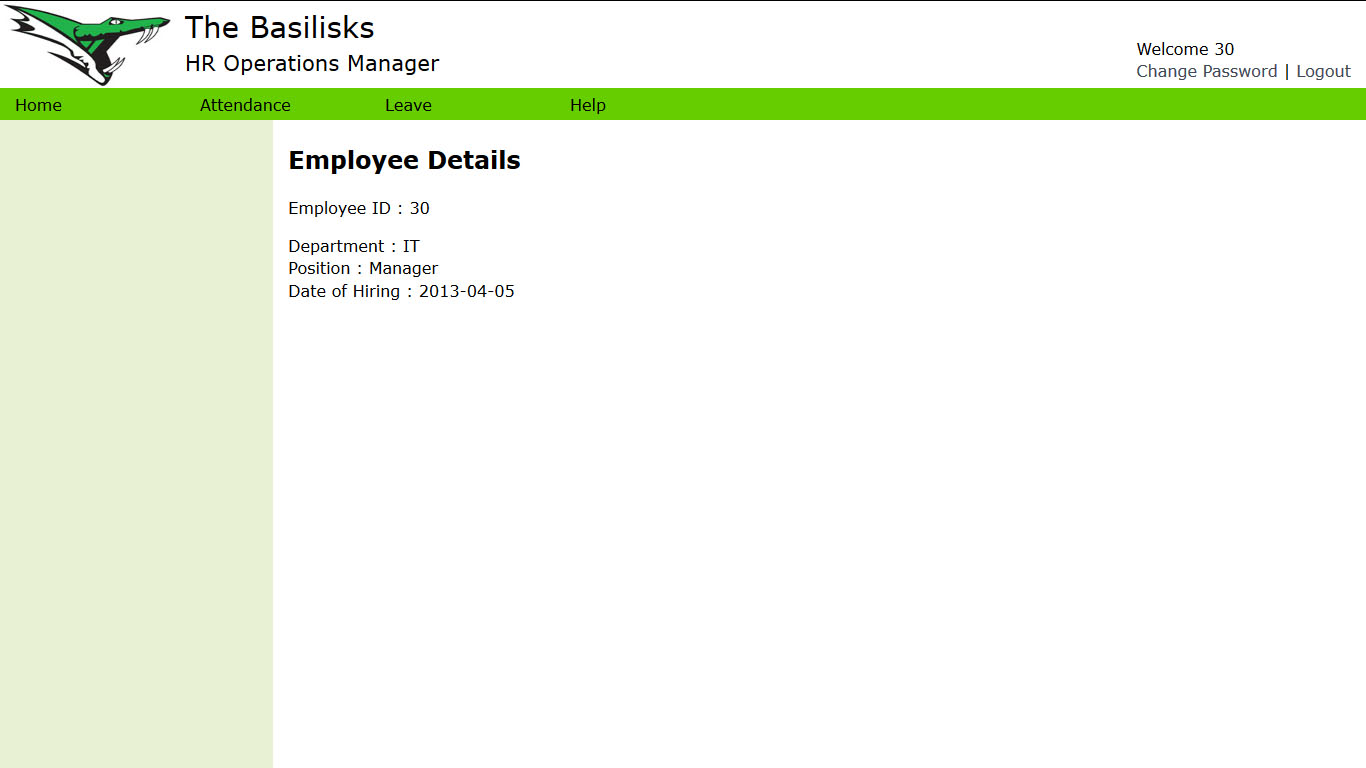 The Basilisks
HR Operations Manager
Welcome 30
Change Password | Logout
Home Attendance Leave Help
Employee Details
Employee ID : 30
Department : IT
Position : Manager
Date of Hiring : 2013-04-05